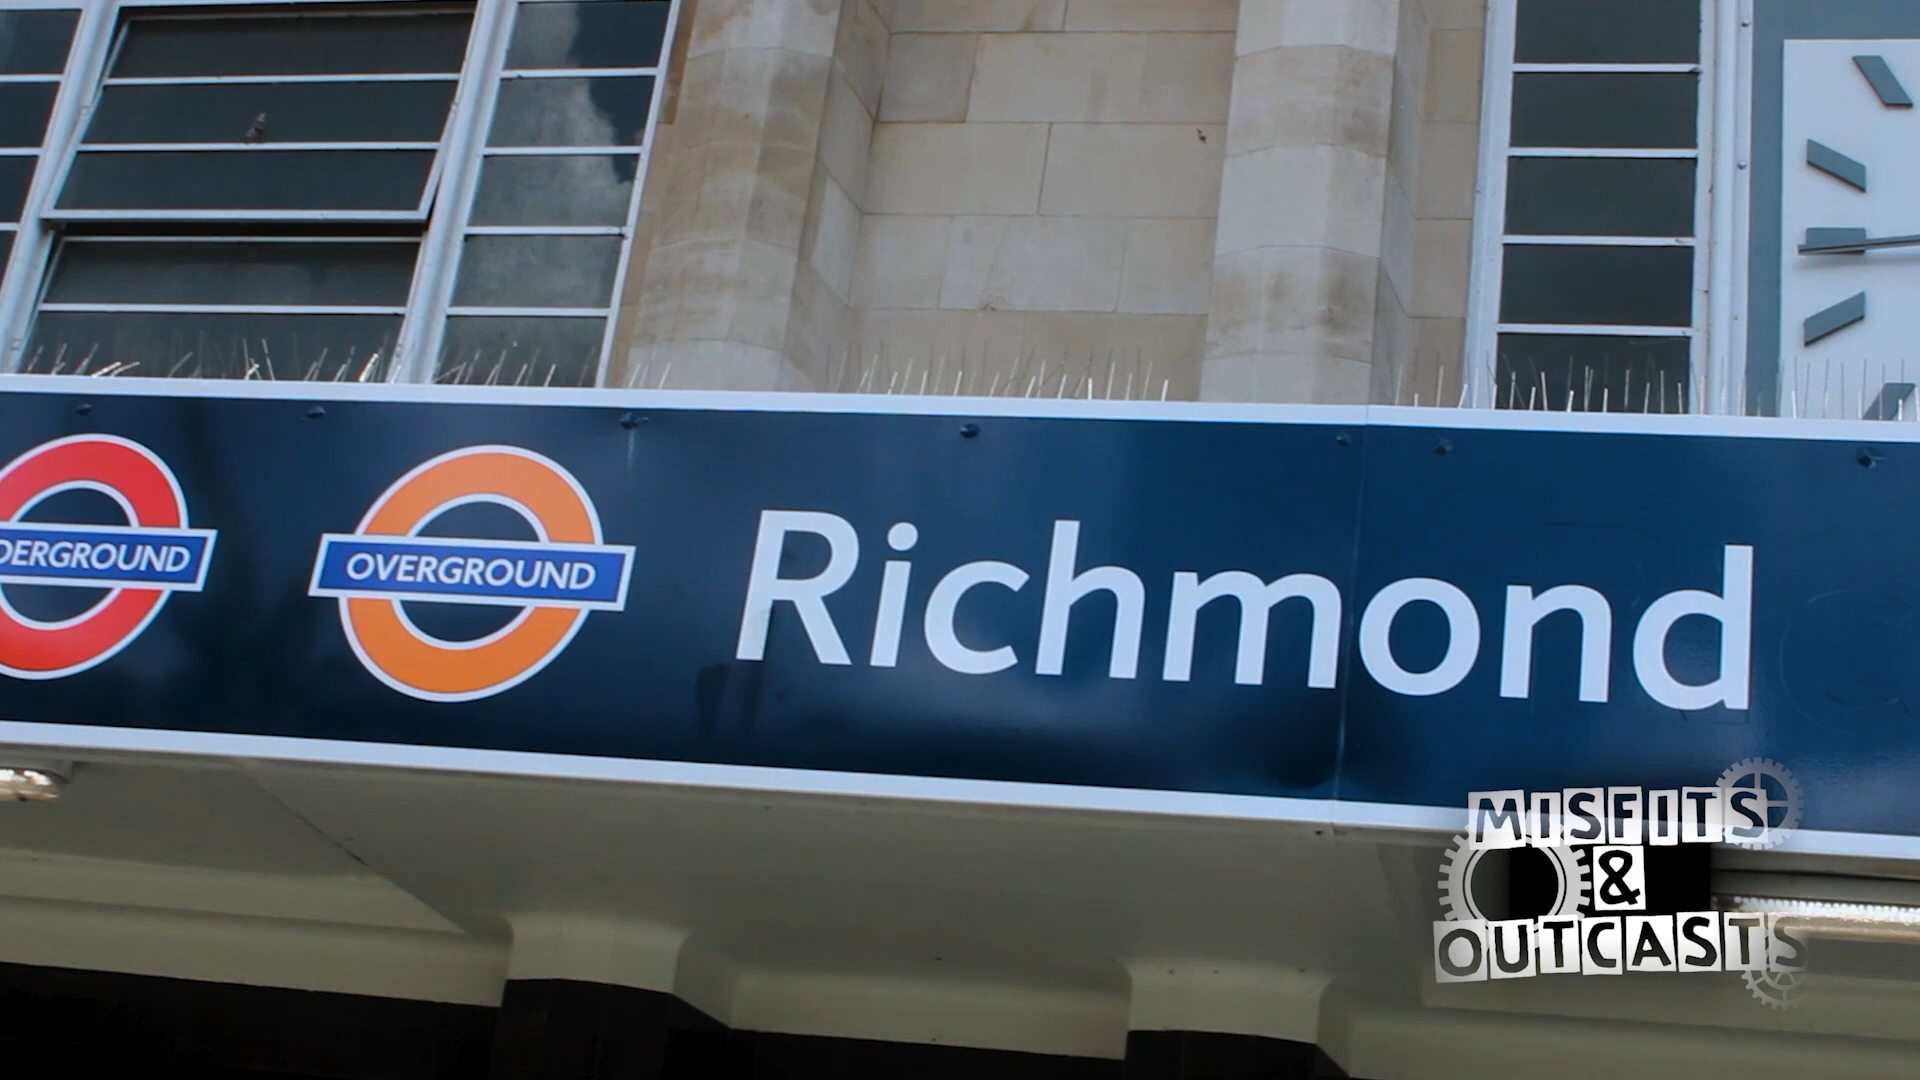 DERGROUND
OVERGROUND
Richmond
MISFITS
&
OUTCASTS